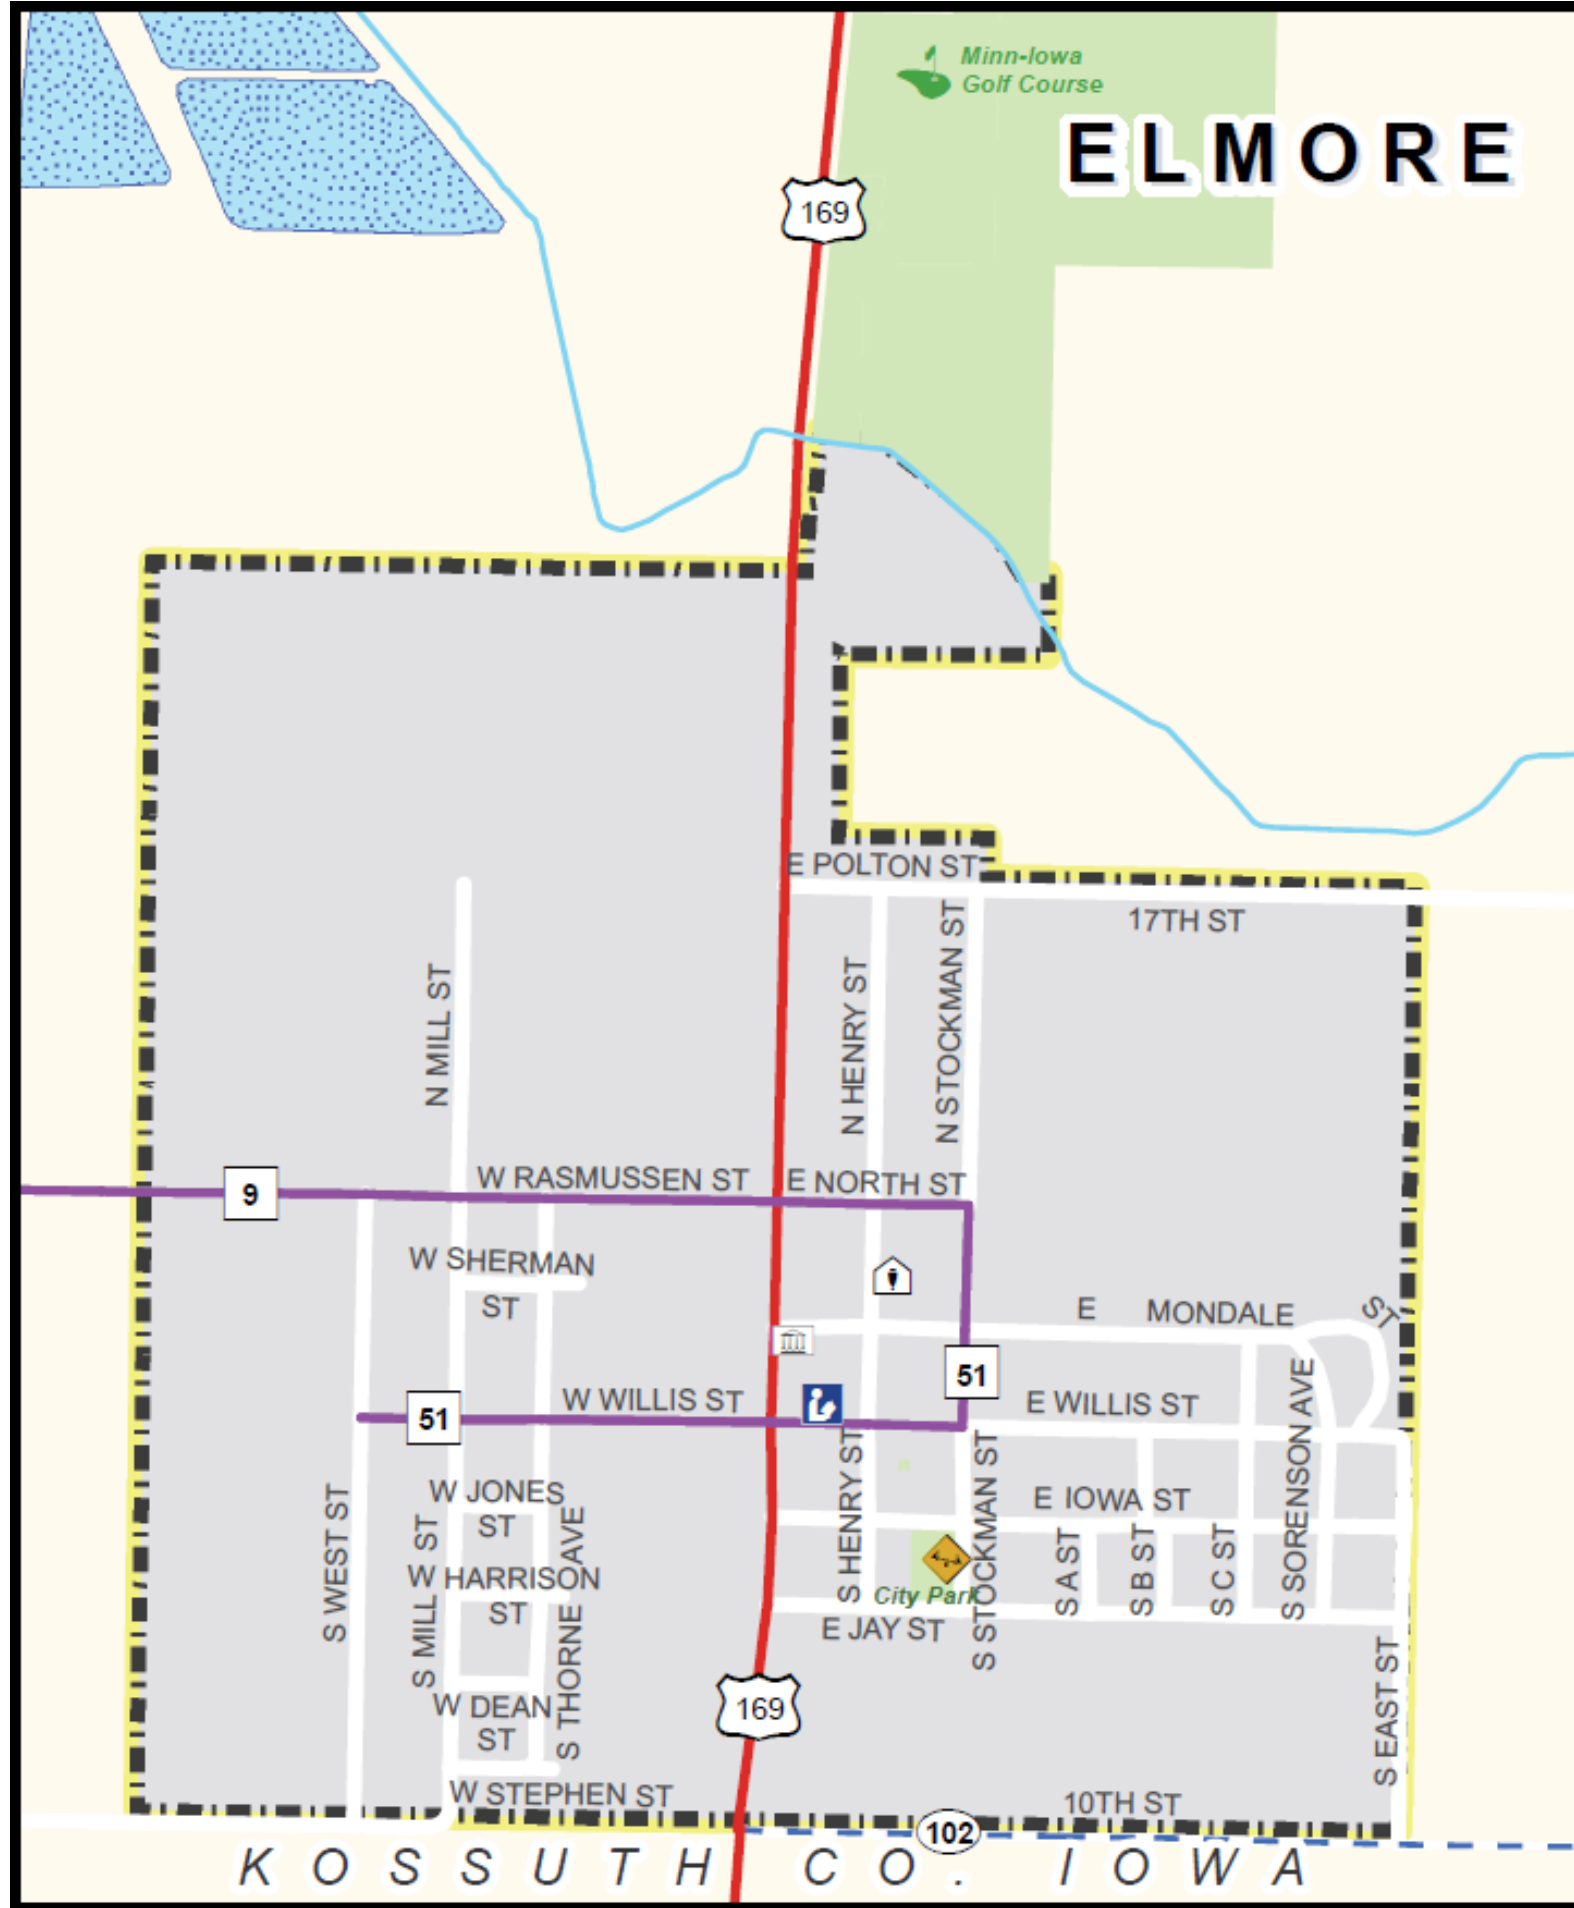 Minn-Iowa
Golf Course
ELMORE
169
E POLTON ST
17TH ST
N MILL ST
N HENRY ST
N STOCKMAN ST
W RASMUSSEN ST
E NORTH ST
9
W SHERMAN
ST
E MONDALE ST
51
W WILLIS ST
51
E WILLIS ST
W JONES
ST
E IOWA ST
S WEST ST
S MILL ST
W HARRISON
ST
S THORNE AVE
S HENRY ST
City Park
S STOCKMAN ST
S A ST
S B ST
S C ST
S SORENSON AVE
E JAY ST
W DEAN
ST
169
S EAST ST
W STEPHEN ST
10TH ST
102
KOSSUTH CO. IOWA